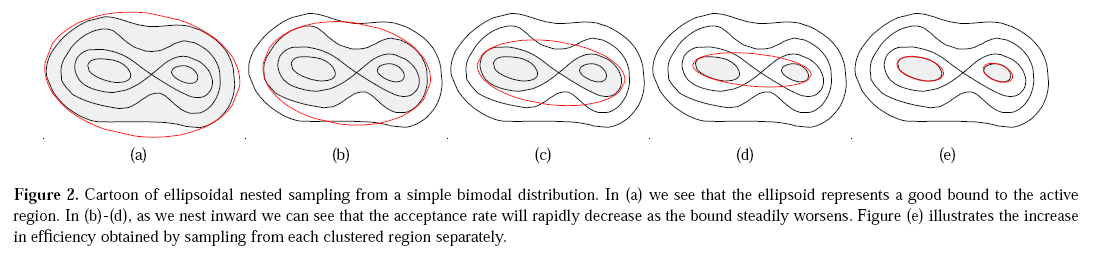 (a) (b) (c) (d) (e)
Figure 2. Cartoon of ellipsoidal nested sampling from a simple bimodal distribution. In (a) we see that the ellipsoid represents a good bound to the active
region. In (b)-(d), as we nest inward we can see that the acceptance rate will rapidly decrease as the bound steadily worsens. Figure (e) illustrates the increase
in efficiency obtained by sampling from each clustered region separately.